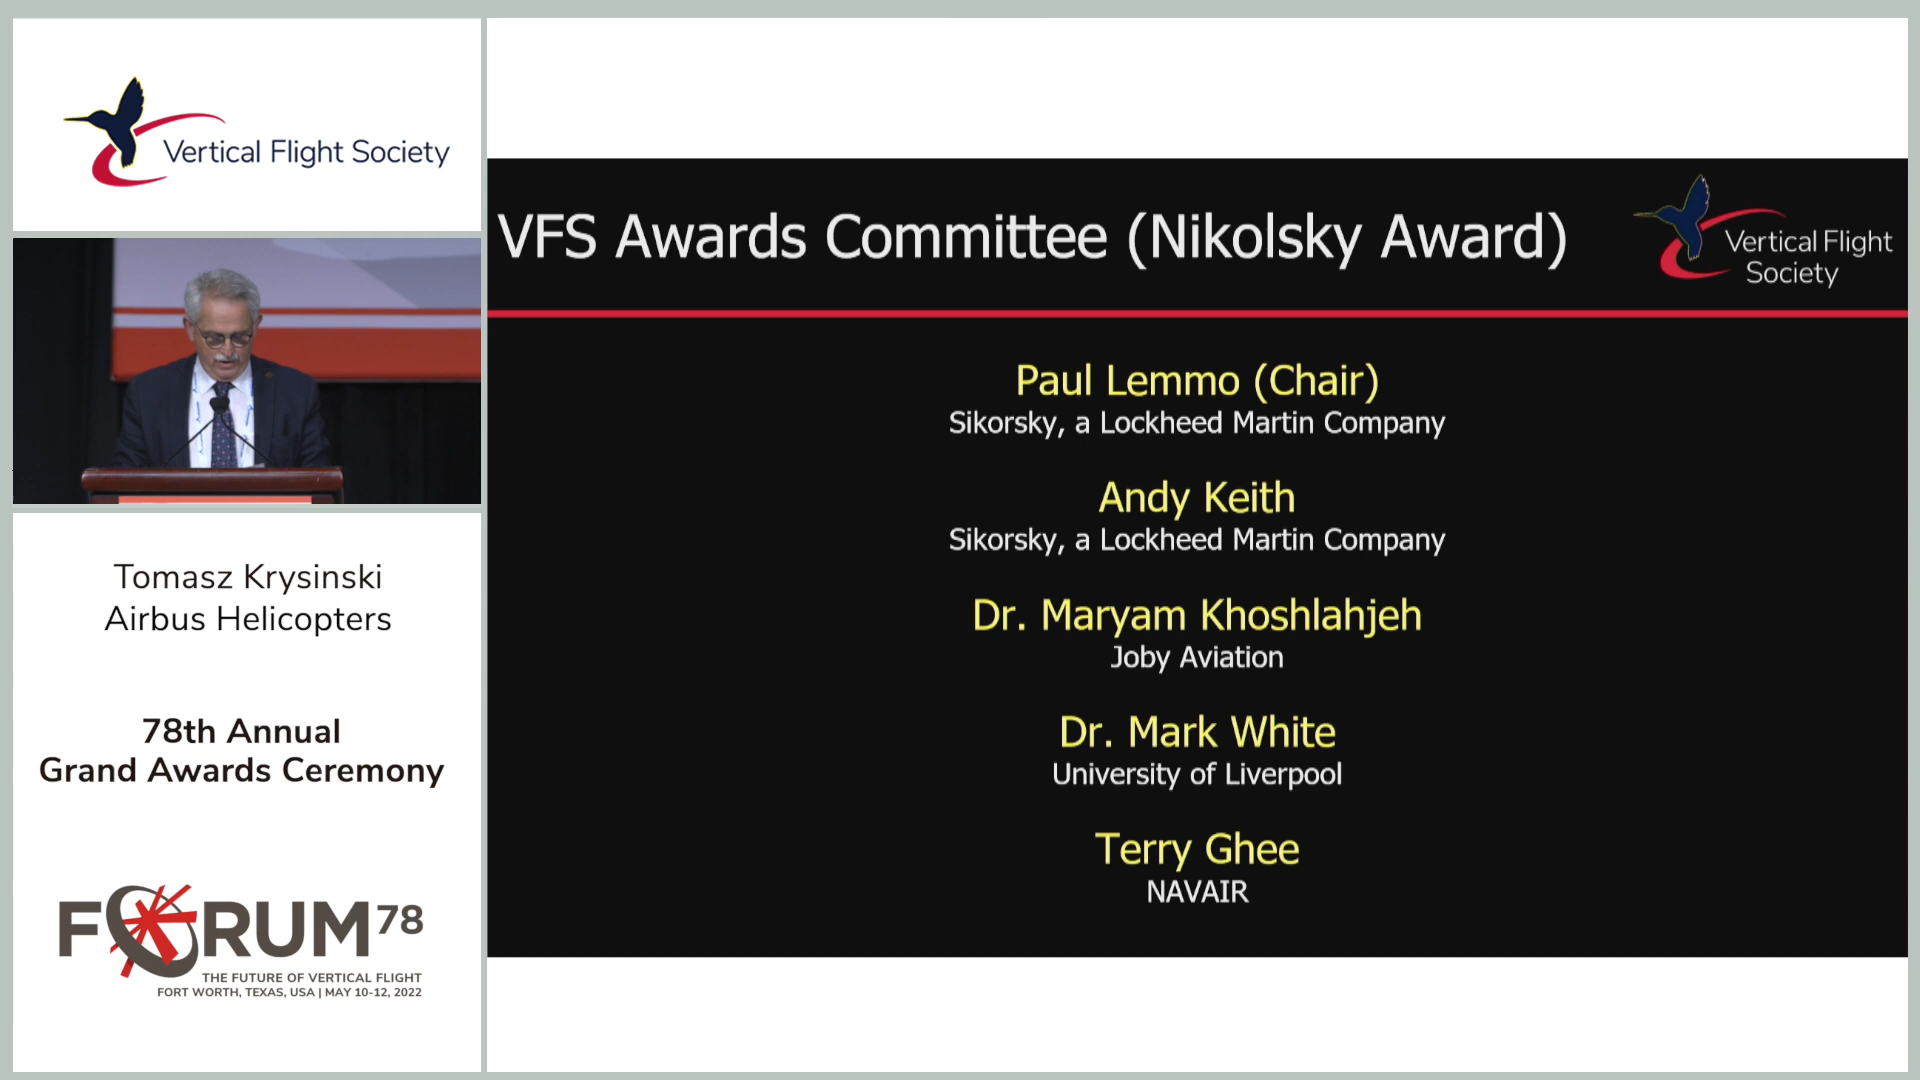 Vertical Flight Society
Tomasz Krysinski
Airbus Helicopters
78th Annual
Grand Awards Ceremony
FORUM 78
THE FUTURE OF VERTICAL FLIGHT
FORT WORTH, TEXAS, USA | MAY 10-12, 2022
VFS Awards Committee (Nikolsky Award)
Vertical Flight
Society
Paul Lemmo (Chair)
Sikorsky, a Lockheed Martin Company
Andy Keith
Sikorsky, a Lockheed Martin Company
Dr. Maryam Khoshlahjeh
Joby Aviation
Dr. Mark White
University of Liverpool
Terry Ghee
NAVAIR